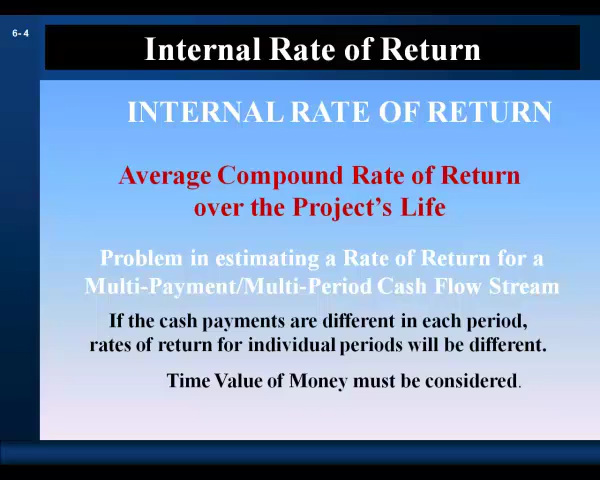 6-4
Internal Rate of Return
INTERNAL RATE OF RETURN
Average Compound Rate of Return
over the Project's Life
Problem in estimating a Rate of Return for a
Multi-Payment/Multi-Period Cash Flow Stream
If the cash payments are different in each period,
rates of return for individual periods will be different.
Time Value of Money must be considered.